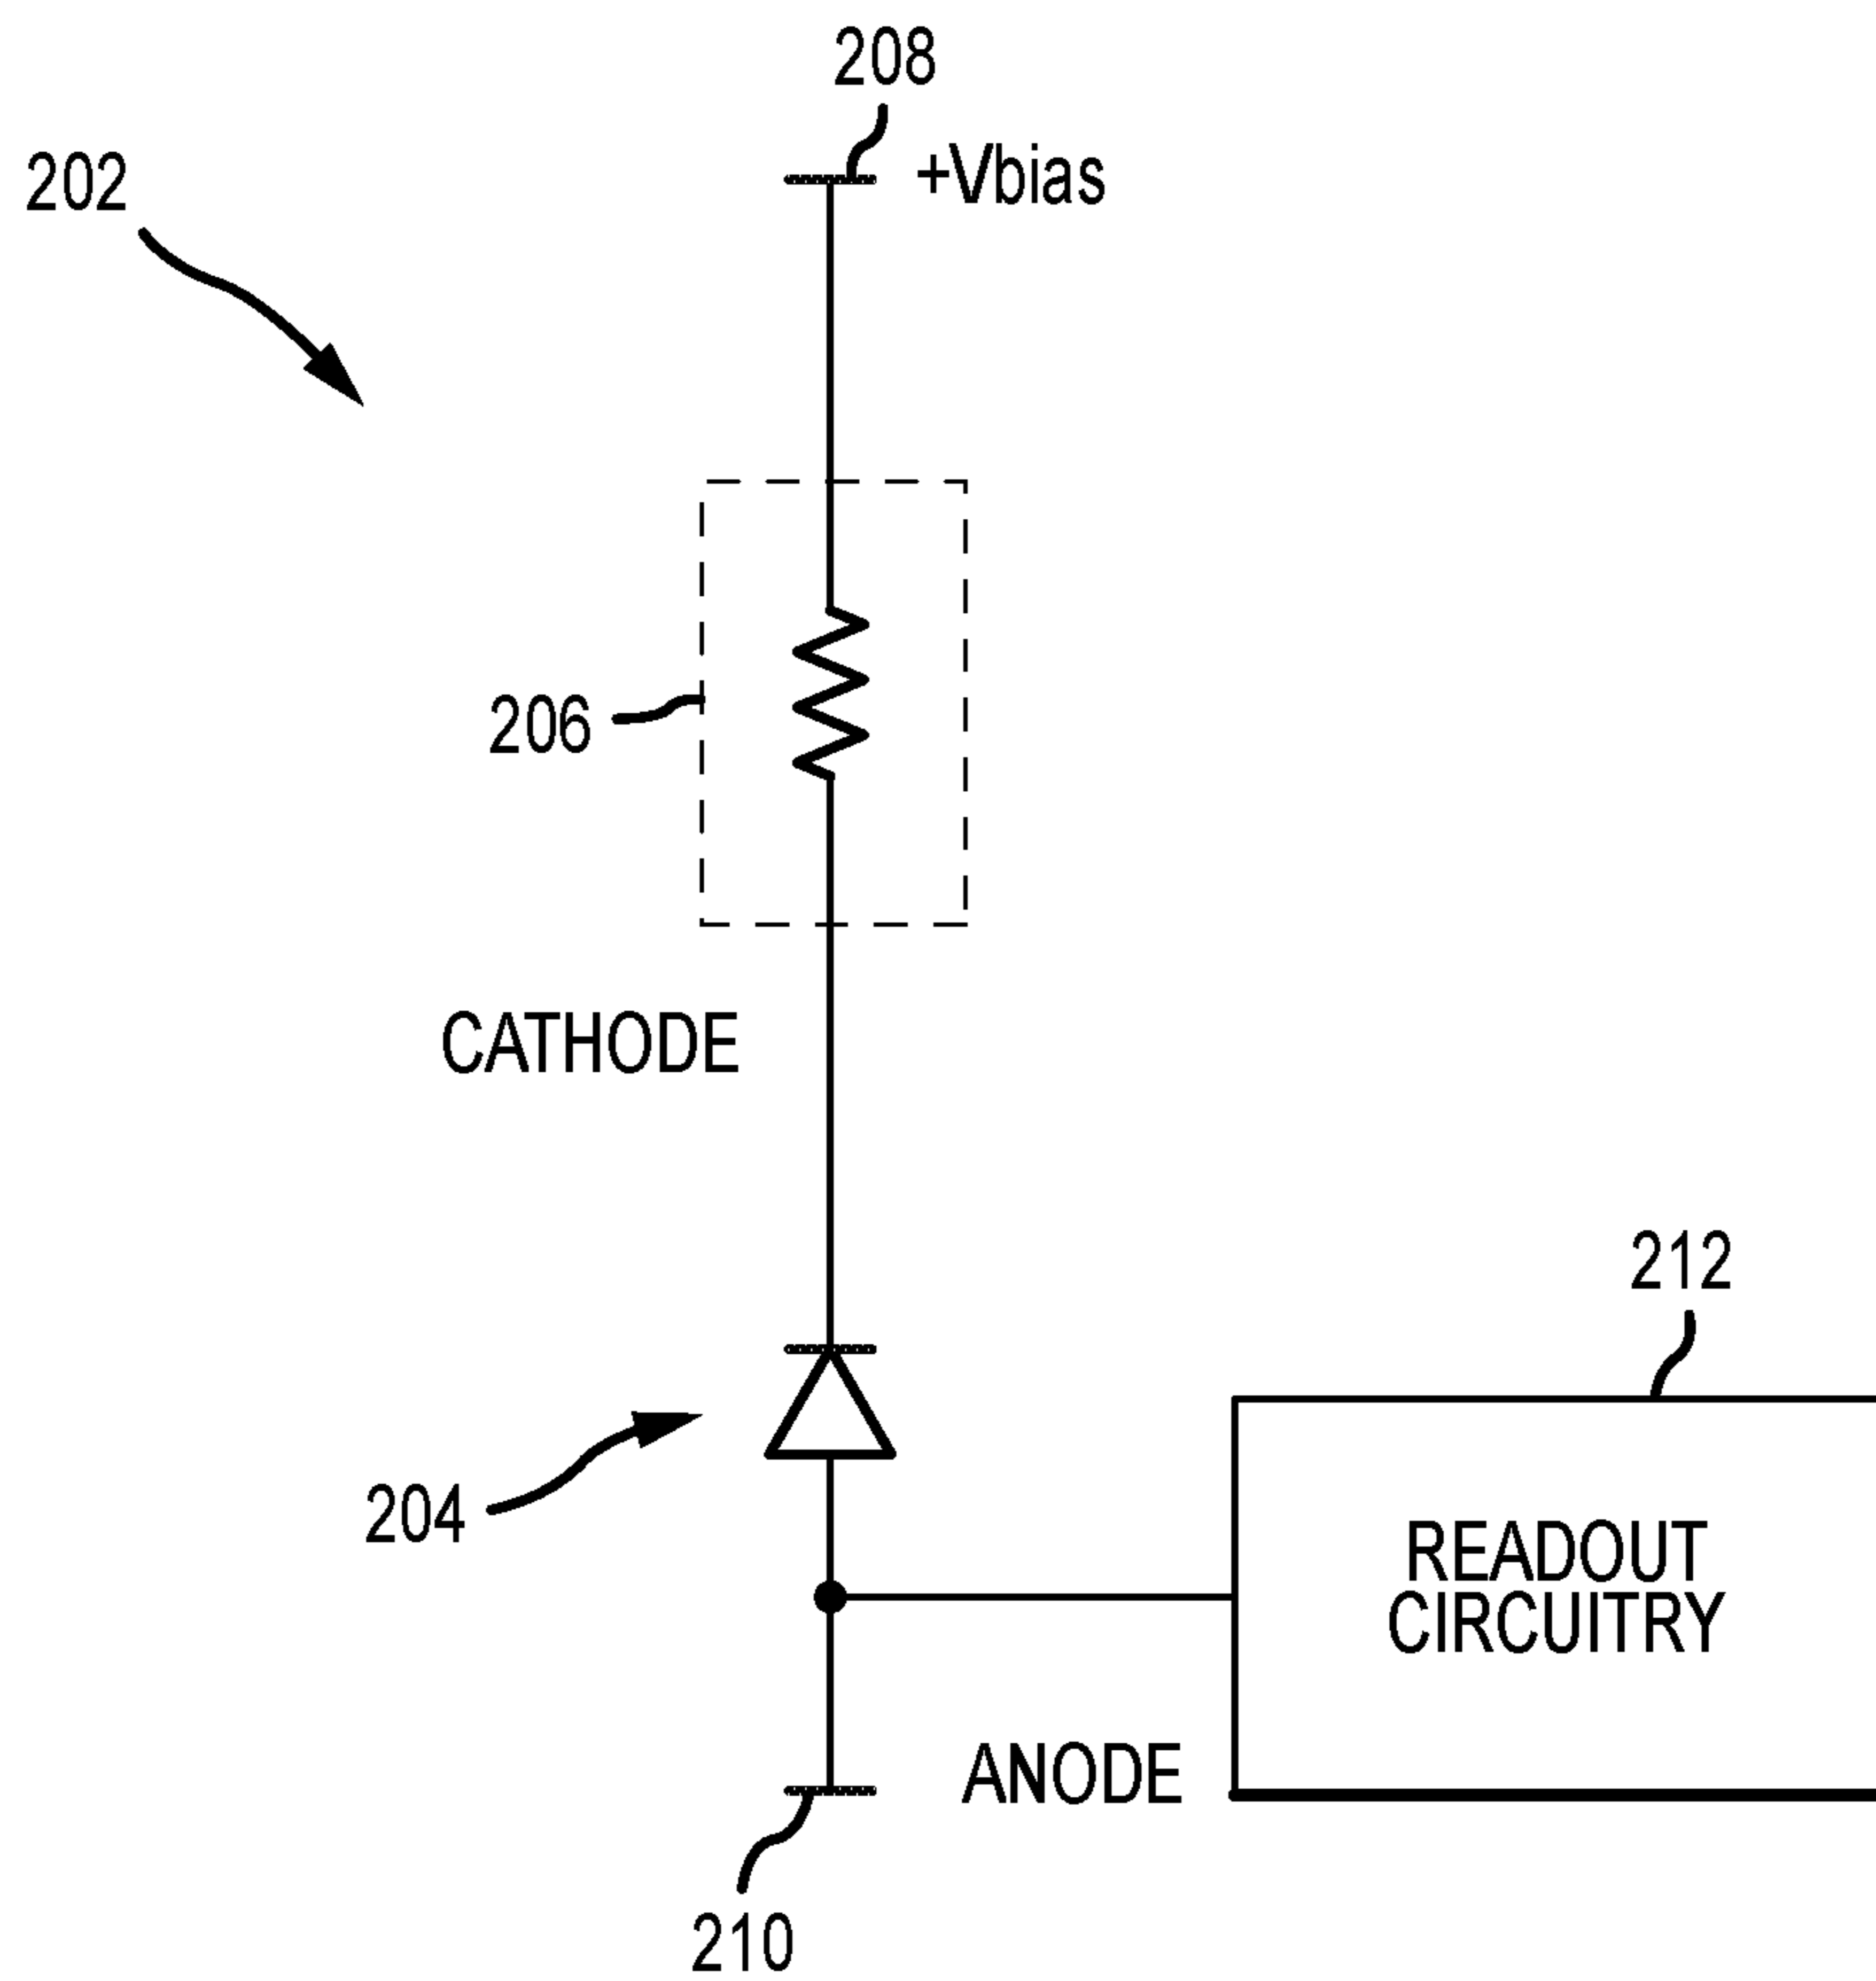 208
+Vbias
202
206
CATHODE
212
204
READOUT
CIRCUITRY
ANODE
210